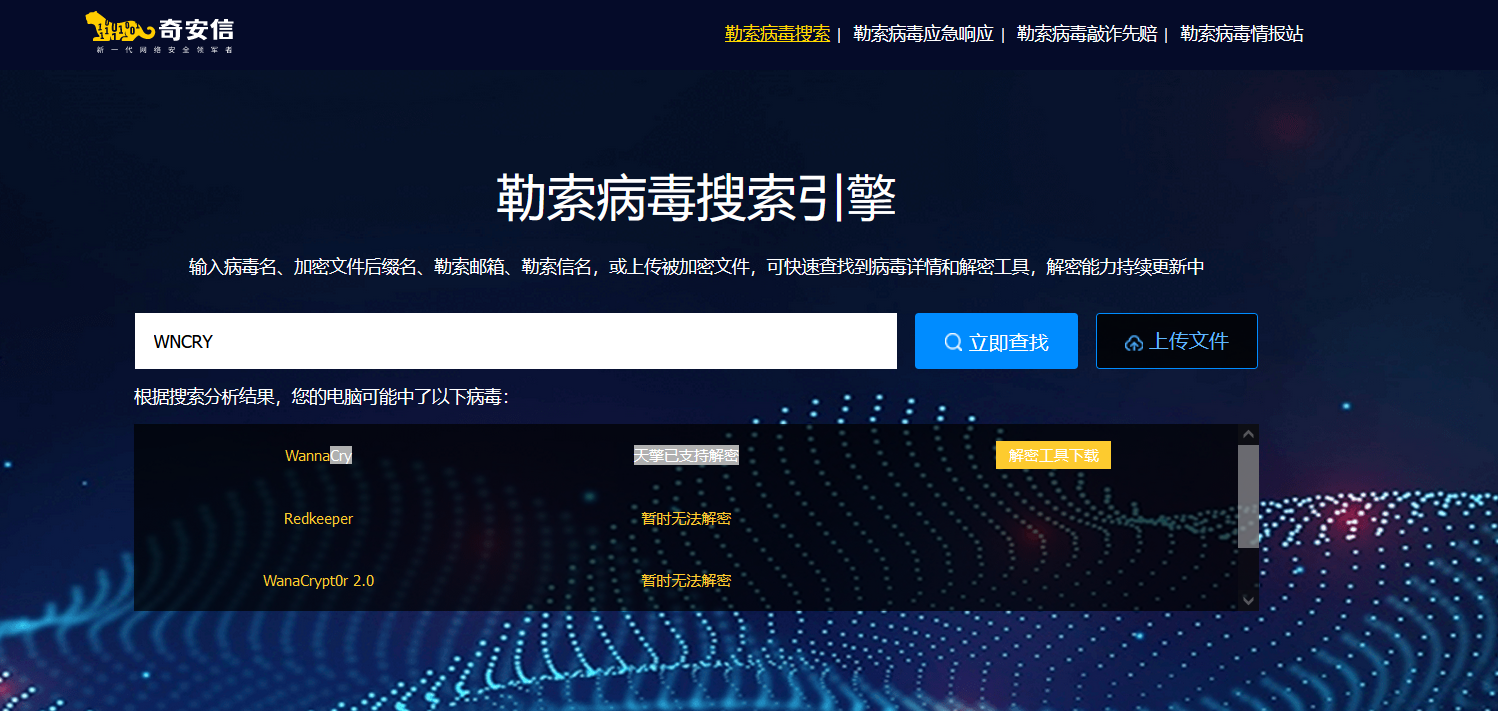 奇安信
新一代网络安全领军者
勒索病毒搜索 | 勒索病毒应急响应 | 勒索病毒敲诈先赔 | 勒索病毒情报站
勒索病毒搜索引擎
输入病毒名、加密文件后缀名、勒索邮箱、勒索信名，或上传被加密文件，可快速查找到病毒详情和解密工具，解密能力持续更新中
WNCRY 立即查找 上传文件
根据搜索分析结果，您的电脑可能中了以下病毒：
WannaCry 天擎已支持解密 解密工具下载
Redkeeper 暂时无法解密
WanaCrypt0r 2.0 暂时无法解密